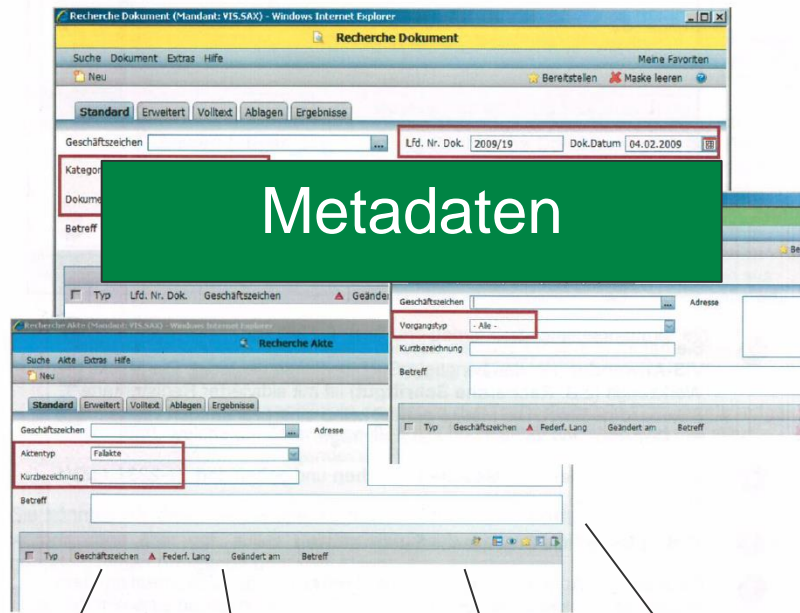 Recherche Dokument (Mandant: VIS.SAX) - Windows Internet Explorer
Recherche Dokument
Suche Dokument Extras Hilfe Meine Favoriten
Neu Bereitstellen Maske leeren
Standard Erweitert Volltext Ablagen Ergebnisse
Geschäftszeichen ... Lfd. Nr. Dok. 2009/19 Dok.Datum 04.02.2009
Betreff
Metadaten
Typ Lfd. Nr. Dok. Geschäftszeichen
Geschäftszeichen ... Adresse
Vorgangstyp - Alle -
Kurzbezeichnung
Betreff
Typ Geschäftszeichen Federf. Lang Geändert am Betreff
Recherche Akte (Mandant: VIS.SAX) - Windows Internet Explorer
Recherche Akte
Suche Akte Extras Hilfe
Neu
Standard Erweitert Volltext Ablagen Ergebnisse
Geschäftszeichen ... Adresse
Aktentyp Fallakte
Kurzbezeichnung
Betreff
Typ Geschäftszeichen Federf. Lang Geändert am Betreff